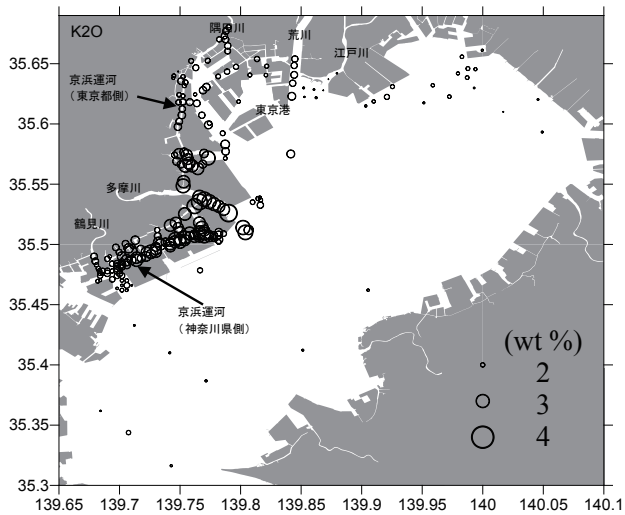 K2O
隅田川
荒川
江戸川
京浜運河
（東京都側）
東京港
多摩川
鶴見川
京浜運河
（神奈川県側）
(wt %)
2
3
4
35.65
35.6
35.55
35.5
35.45
35.4
35.35
35.3
139.65 139.7 139.75 139.8 139.85 139.9 139.95 140 140.05 140.1